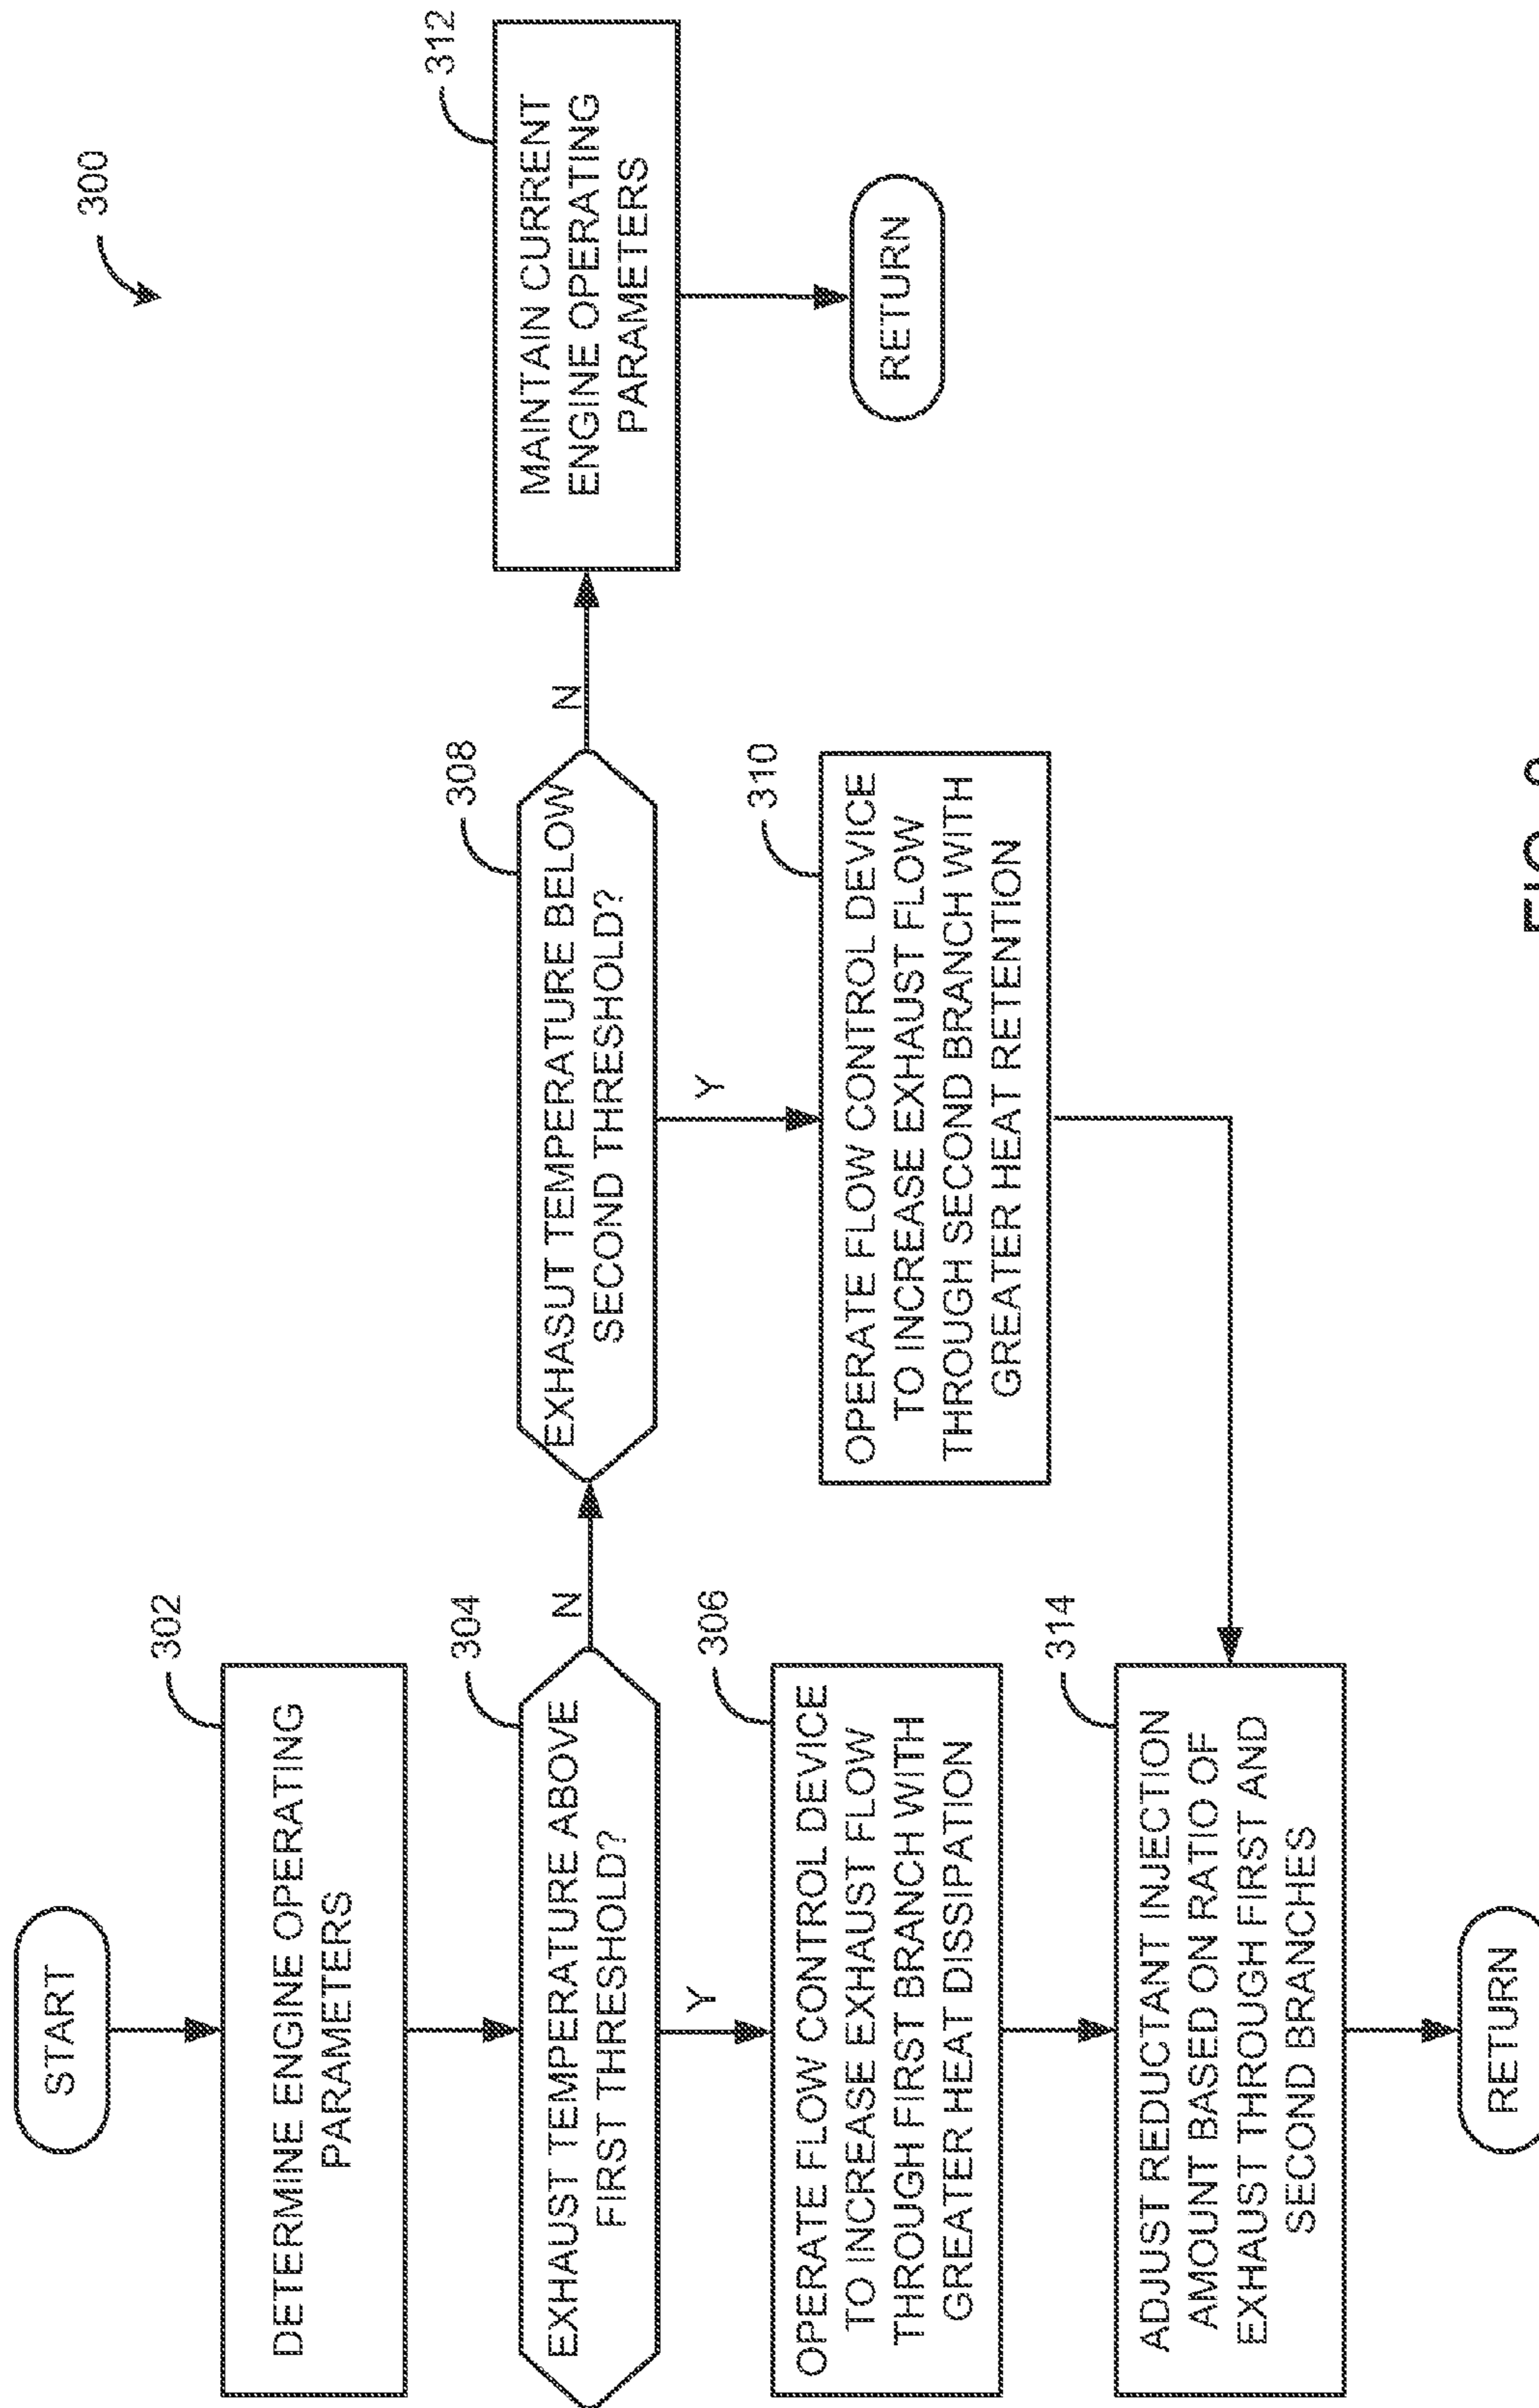 300
START
302
DETERMINE ENGINE OPERATING
PARAMETERS
304
EXHAUST TEMPERATURE ABOVE
FIRST THRESHOLD?
N
308
EXHASUT TEMPERATURE BELOW
SECOND THRESHOLD?
N
312
MAINTAIN CURRENT
ENGINE OPERATING
PARAMETERS
RETURN
Y
306
OPERATE FLOW CONTROL DEVICE
TO INCREASE EXHAUST FLOW
THROUGH FIRST BRANCH WITH
GREATER HEAT DISSIPATION
Y
310
OPERATE FLOW CONTROL DEVICE
TO INCREASE EXHAUST FLOW
THROUGH SECOND BRANCH WITH
GREATER HEAT RETENTION
314
ADJUST REDUCTANT INJECTION
AMOUNT BASED ON RATIO OF
EXHAUST THROUGH FIRST AND
SECOND BRANCHES
RETURN
FIG.